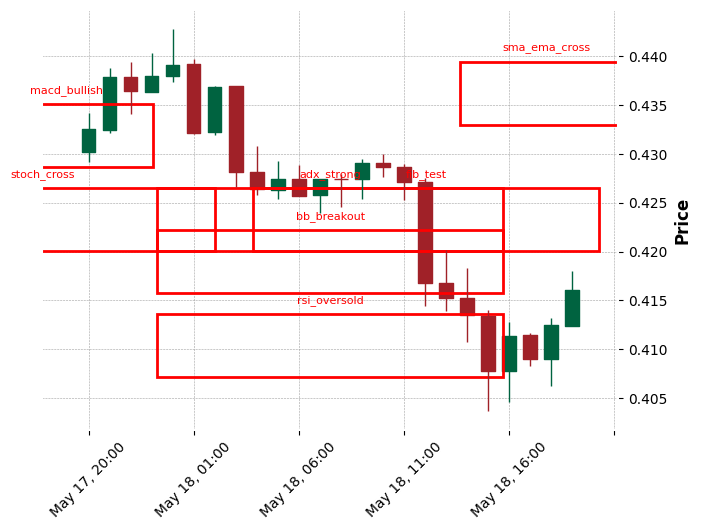 sma_ema_cross
macd_bullish
stoch_cross
adx_strong
bb_breakout
rsi_oversold
0.440
0.435
0.430
0.425
0.420
0.415
0.410
0.405
Price
May 17, 20:00
May 18, 01:00
May 18, 06:00
May 18, 11:00
May 18, 16:00